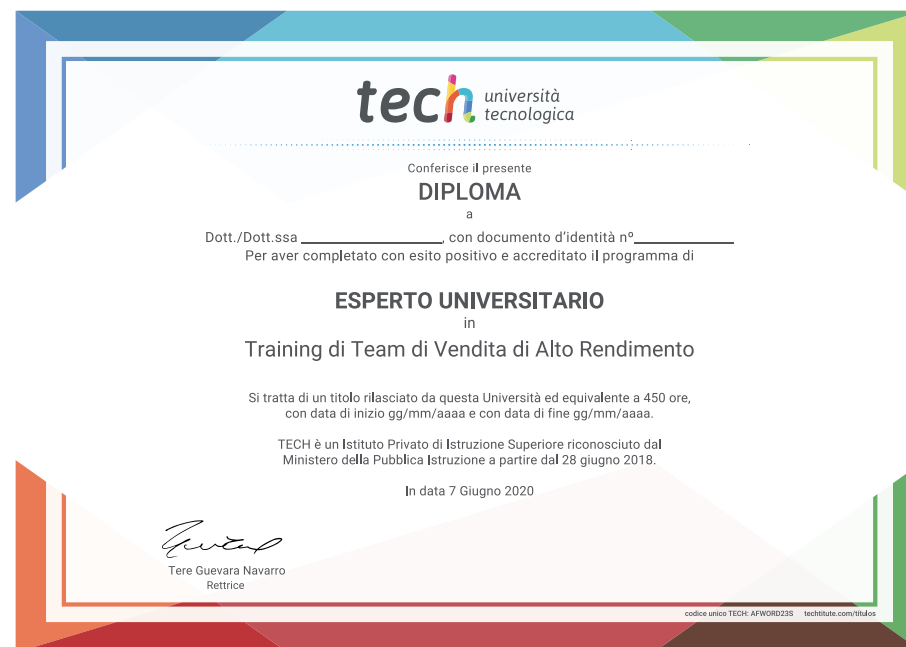 tech università
tecnologica
Conferisce il presente
DIPLOMA
a
Dott./Dott.ssa ____________________, con documento d'identità nº______________
Per aver completato con esito positivo e accreditato il programma di
ESPERTO UNIVERSITARIO
in
Training di Team di Vendita di Alto Rendimento
Si tratta di un titolo rilasciato da questa Università ed equivalente a 450 ore,
con data di inizio gg/mm/aaaa e con data di fine gg/mm/aaaa.
TECH è un Istituto Privato di Istruzione Superiore riconosciuto dal
Ministero della Pubblica Istruzione a partire dal 28 giugno 2018.
In data 7 Giugno 2020
Tere Guevara Navarro
Rettrice
codice unico TECH: AFWORD23S techtitute.com/títulos